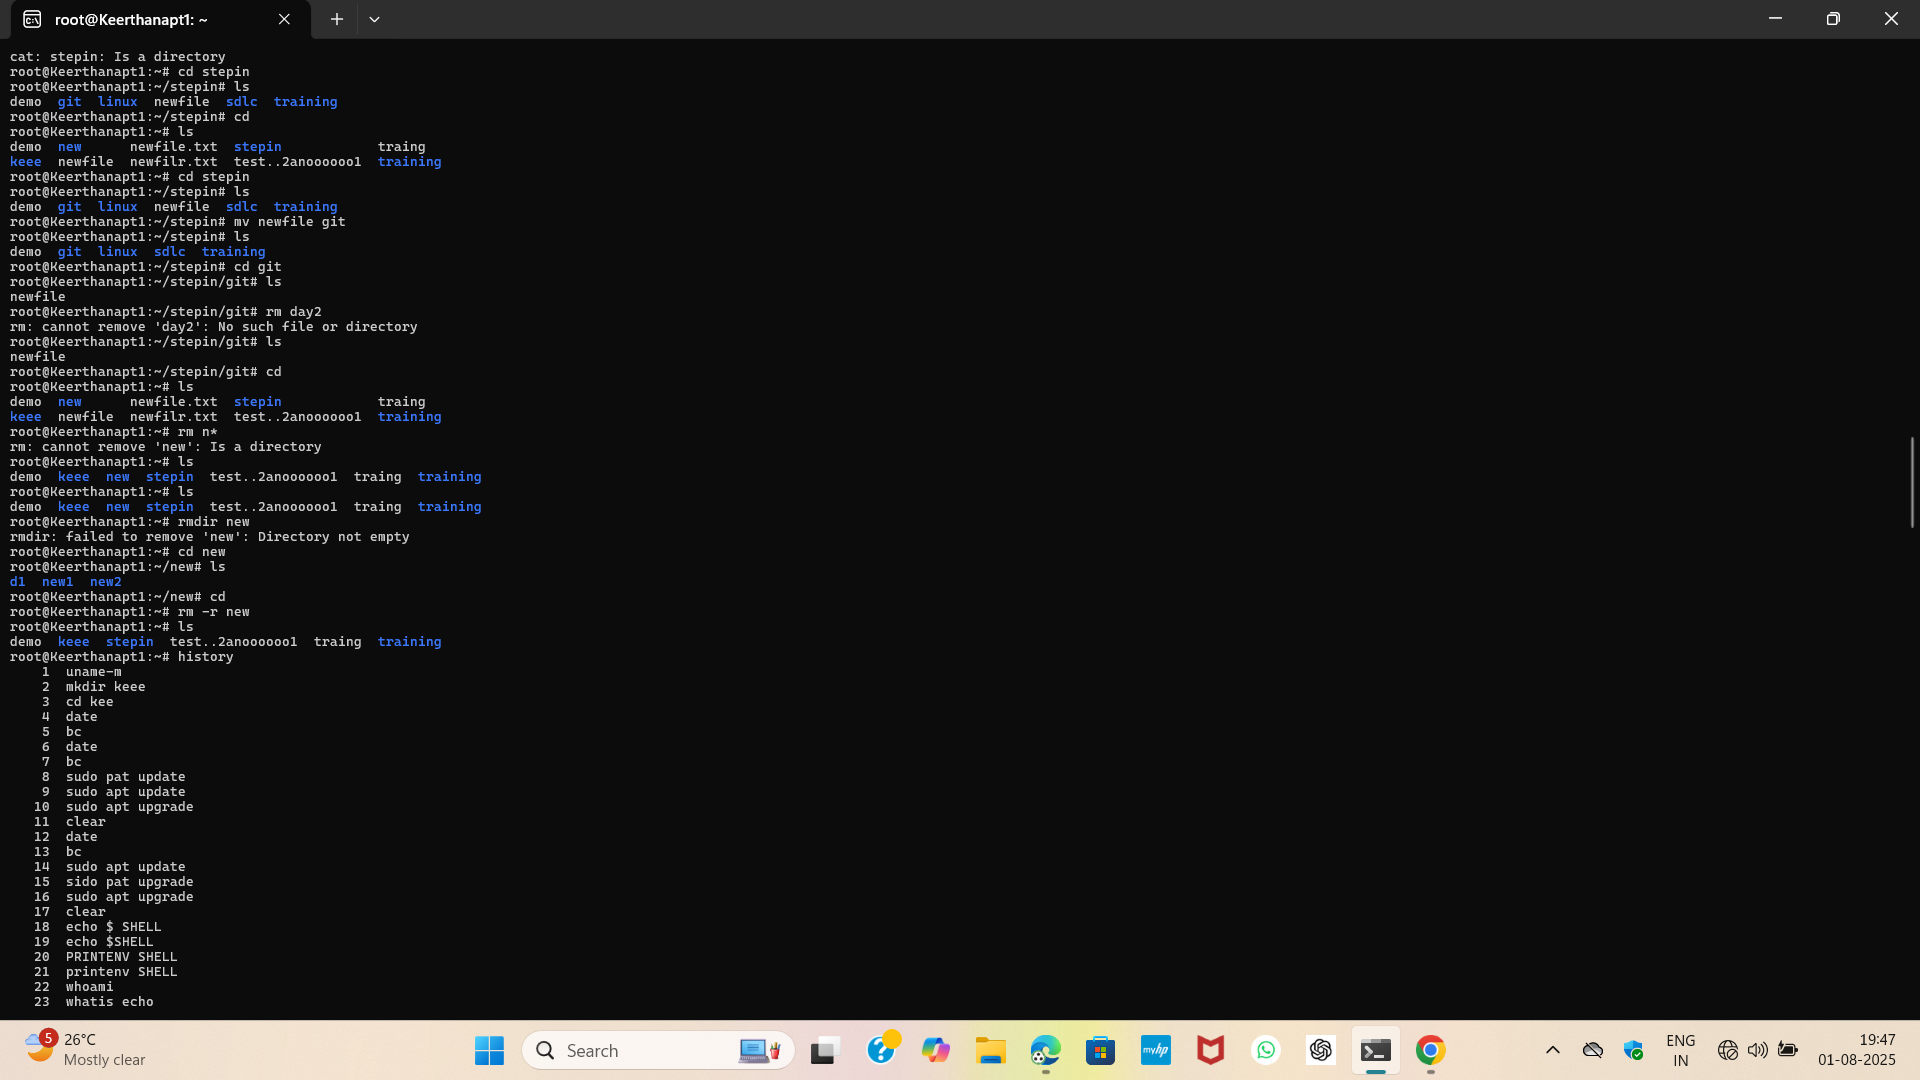 root@Keerthanapt1: ~
cat: stepin: Is a directory
root@Keerthanapt1:~# cd stepin
root@Keerthanapt1:~/stepin# ls
demo  git  linux  newfile  sdlc  training
root@Keerthanapt1:~/stepin# cd
root@Keerthanapt1:~# ls
demo  new      newfile.txt  stepin            traing
keee  newfile  newfilr.txt  test..2anoooooo1  training
root@Keerthanapt1:~# cd stepin
root@Keerthanapt1:~/stepin# ls
demo  git  linux  newfile  sdlc  training
root@Keerthanapt1:~/stepin# mv newfile git
root@Keerthanapt1:~/stepin# ls
demo  git  linux  sdlc  training
root@Keerthanapt1:~/stepin# cd git
root@Keerthanapt1:~/stepin/git# ls
newfile
root@Keerthanapt1:~/stepin/git# rm day2
rm: cannot remove 'day2': No such file or directory
root@Keerthanapt1:~/stepin/git# ls
newfile
root@Keerthanapt1:~/stepin/git# cd
root@Keerthanapt1:~# ls
demo  new      newfile.txt  stepin            traing
keee  newfile  newfilr.txt  test..2anoooooo1  training
root@Keerthanapt1:~# rm n*
rm: cannot remove 'new': Is a directory
root@Keerthanapt1:~# ls
demo  keee  new  stepin  test..2anoooooo1  traing  training
root@Keerthanapt1:~# ls
demo  keee  new  stepin  test..2anoooooo1  traing  training
root@Keerthanapt1:~# rmdir new
rmdir: failed to remove 'new': Directory not empty
root@Keerthanapt1:~# cd new
root@Keerthanapt1:~/new# ls
d1  new1  new2
root@Keerthanapt1:~/new# cd
root@Keerthanapt1:~# rm -r new
root@Keerthanapt1:~# ls
demo  keee  stepin  test..2anoooooo1  traing  training
root@Keerthanapt1:~# history
1  uname-m
2  mkdir keee
3  cd kee
4  date
5  bc
6  date
7  bc
8  sudo pat update
9  sudo apt update
10  sudo apt upgrade
11  clear
12  date
13  bc
14  sudo apt update
15  sido pat upgrade
16  sudo apt upgrade
17  clear
18  echo $ SHELL
19  echo $SHELL
20  PRINTENV SHELL
21  printenv SHELL
22  whoami
23  whatis echo
5
26°C
Mostly clear
Search
myhp
ENG
IN
19:47
01-08-2025